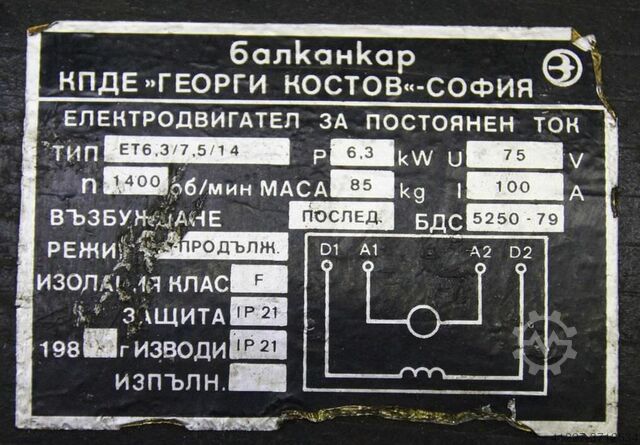 балканкар
КПДЕ »ГЕОРГИ КОСТОВ«-СОФИЯ
ЕЛЕКТРОДВИГАТЕЛ ЗА ПОСТОЯНЕН ТОК
ТИП ЕТ6,3/7,5/14 P 6,3 kW U 75 V
n 1400 об/мин МАСА 85 kg I 100 A
ВЪЗБУЖДАНЕ ПОСЛЕД. БДС 5250-79
ПРОДЪЛЖ. D1 A1 A2 D2
ИЗОЛАЦИЯ КЛАС F
ЗАЩИТА IP 21
198 г ИЗВОДИ IP 21
ИЗПЪЛН.